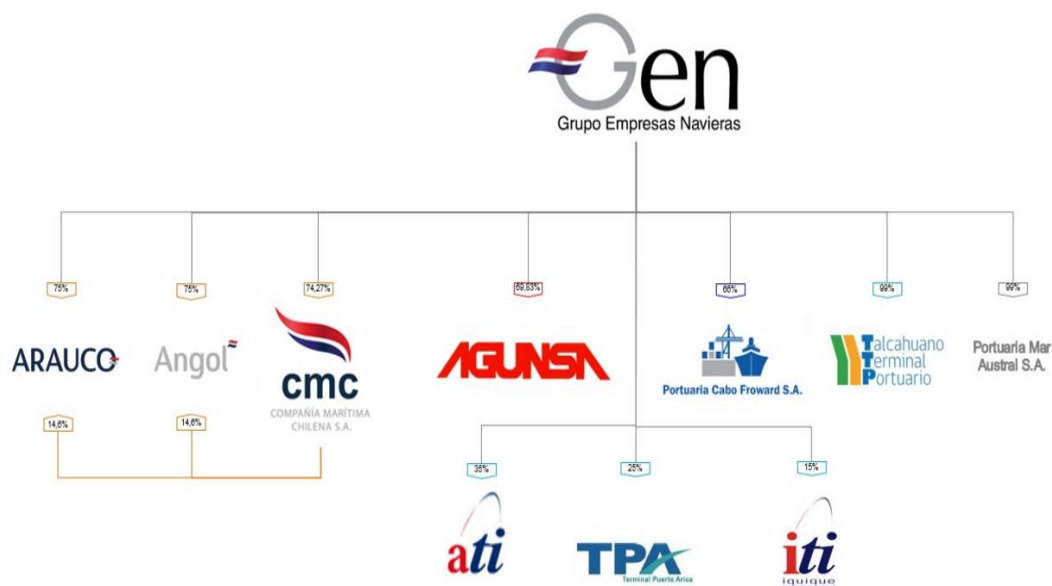 Gen
Grupo Empresas Navieras
75%
75%
74,27%
69,83%
66%
99%
99%
ARAUCO
Angol
cmc
COMPAÑÍA MARÍTIMA
CHILENA S.A.
AGUNSA
Portuaria Cabo Froward S.A.
Talcahuano
Terminal
Portuario
Portuaria Mar
Austral S.A.
14,6%
14,6%
35%
25%
15%
ati
TPA
Terminal Puerto Arica
iti
iquique